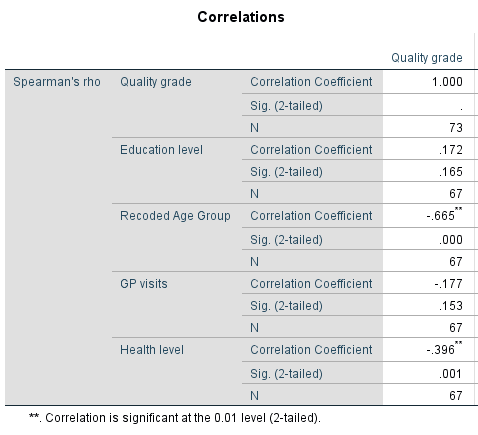 Correlations
Quality grade
Spearman's rho Quality grade Correlation Coefficient 1.000
Sig. (2-tailed) .
N 73
Education level Correlation Coefficient .172
Sig. (2-tailed) .165
N 67
Recoded Age Group Correlation Coefficient -.665**
Sig. (2-tailed) .000
N 67
GP visits Correlation Coefficient -.177
Sig. (2-tailed) .153
N 67
Health level Correlation Coefficient -.396**
Sig. (2-tailed) .001
N 67
**. Correlation is significant at the 0.01 level (2-tailed).